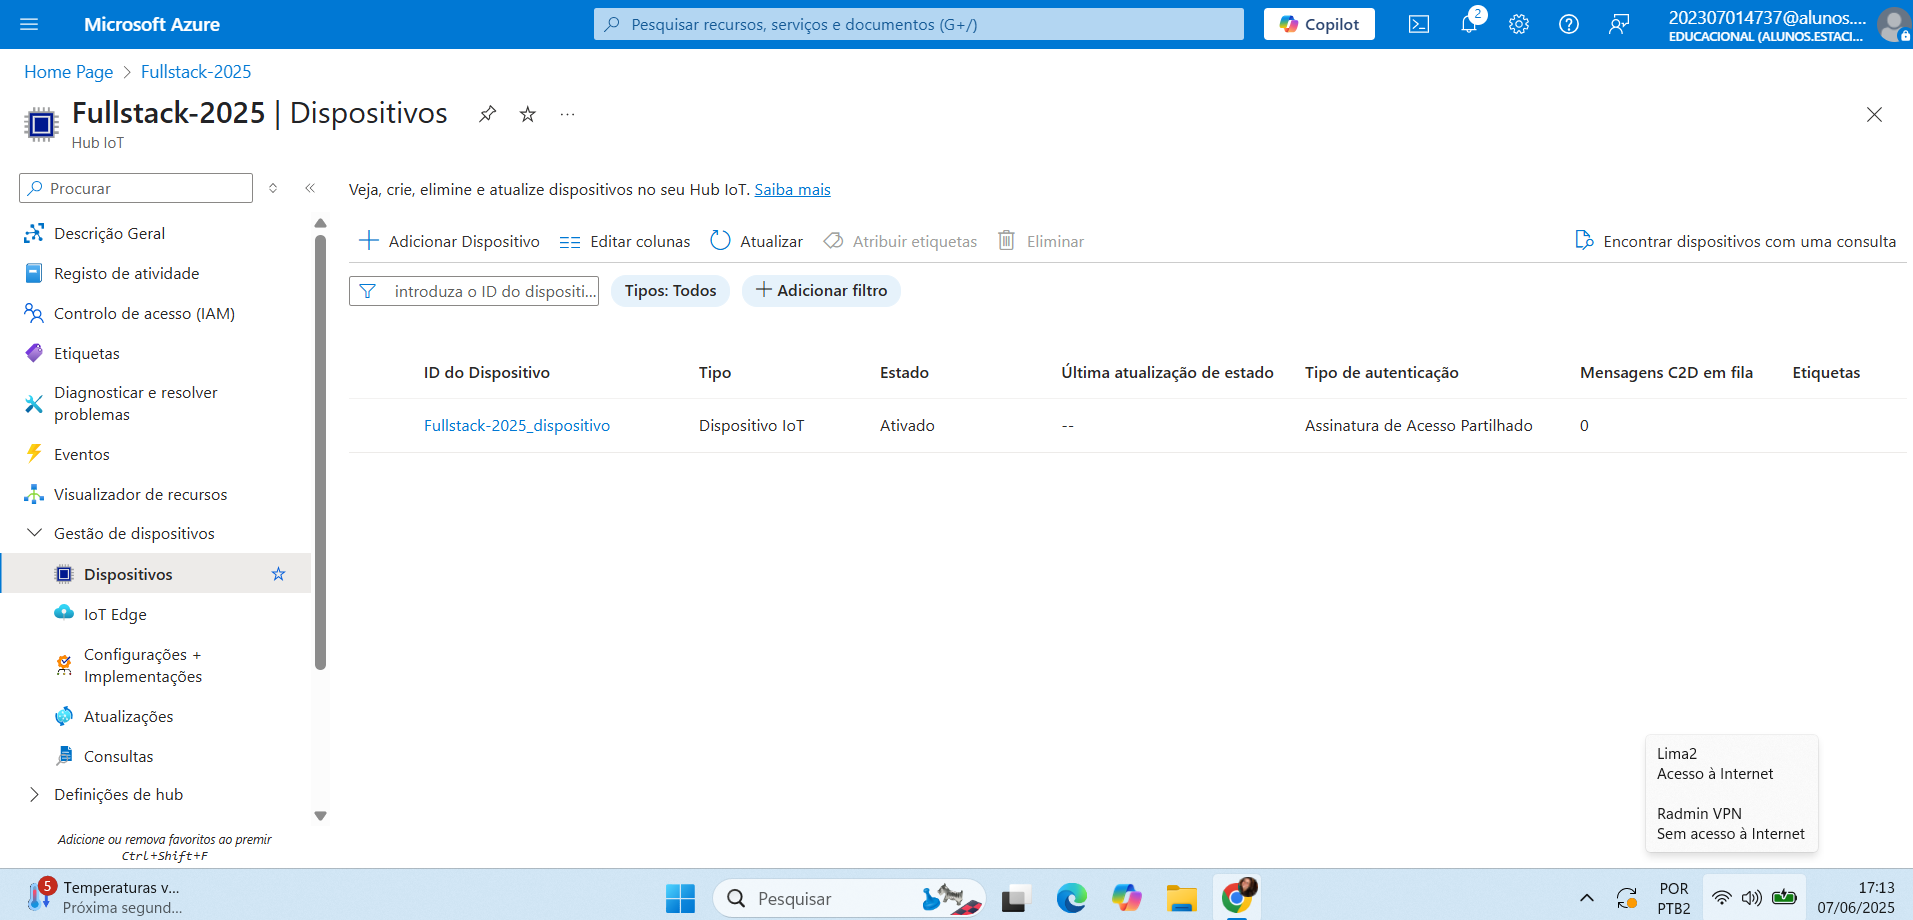 Microsoft Azure
Pesquisar recursos, serviços e documentos (G+/)
Copilot
2
202307014737@alunos....
EDUCACIONAL (ALUNOS.ESTACI...
Home Page > Fullstack-2025
Fullstack-2025 | Dispositivos
Hub IoT
Procurar
Descrição Geral
Registo de atividade
Controlo de acesso (IAM)
Etiquetas
Diagnosticar e resolver
problemas
Eventos
Visualizador de recursos
Gestão de dispositivos
Dispositivos
IoT Edge
Configurações +
Implementações
Atualizações
Consultas
Definições de hub
Adicione ou remova favoritos ao premir
Ctrl+Shift+F
Veja, crie, elimine e atualize dispositivos no seu Hub IoT. Saiba mais
Adicionar Dispositivo Editar colunas Atualizar Atribuir etiquetas Eliminar Encontrar dispositivos com uma consulta
introduza o ID do dispositi... Tipos: Todos Adicionar filtro
ID do Dispositivo Tipo Estado Última atualização de estado Tipo de autenticação Mensagens C2D em fila Etiquetas
Fullstack-2025_dispositivo Dispositivo IoT Ativado -- Assinatura de Acesso Partilhado 0
Lima2
Acesso à Internet
Radmin VPN
Sem acesso à Internet
5
Temperaturas v...
Próxima segund...
Pesquisar
POR
PTB2
17:13
07/06/2025